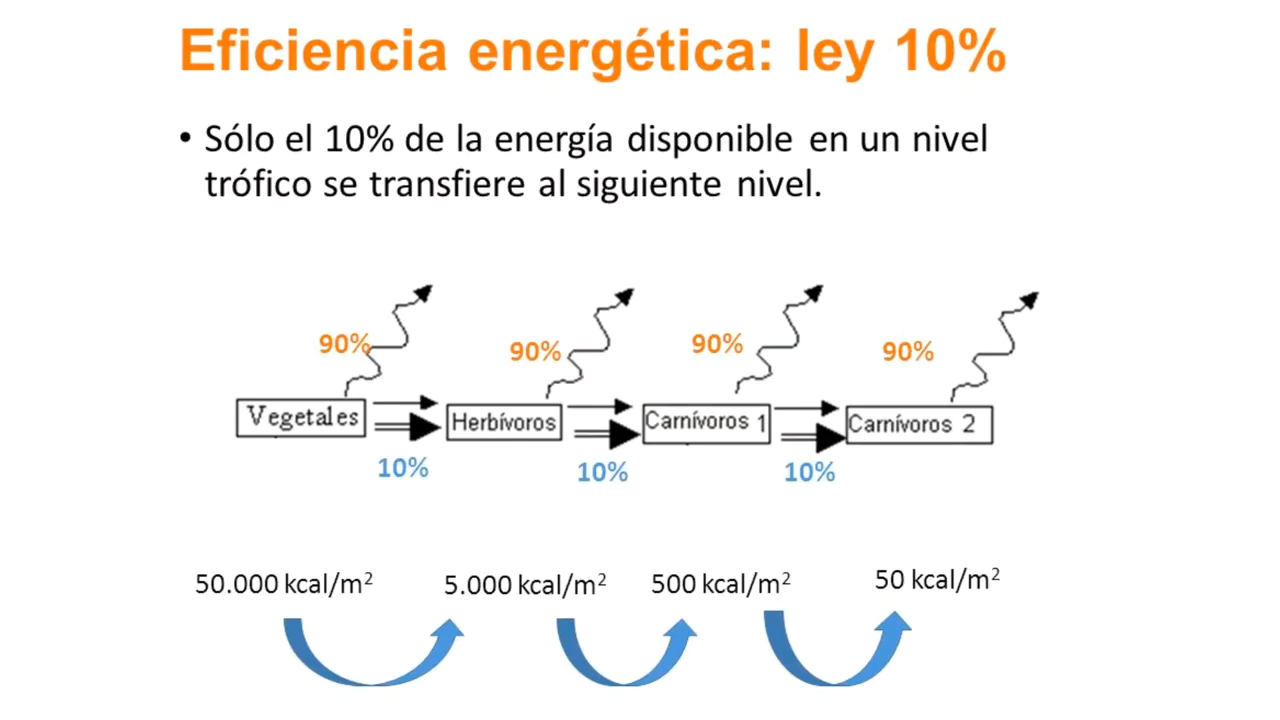 Eficiencia energética: ley 10%
• Sólo el 10% de la energía disponible en un nivel
trófico se transfiere al siguiente nivel.
90% 90% 90% 90%
Vegetales Herbívoros Carnívoros 1 Carnívoros 2
10% 10% 10%
50.000 kcal/m² 5.000 kcal/m² 500 kcal/m² 50 kcal/m²